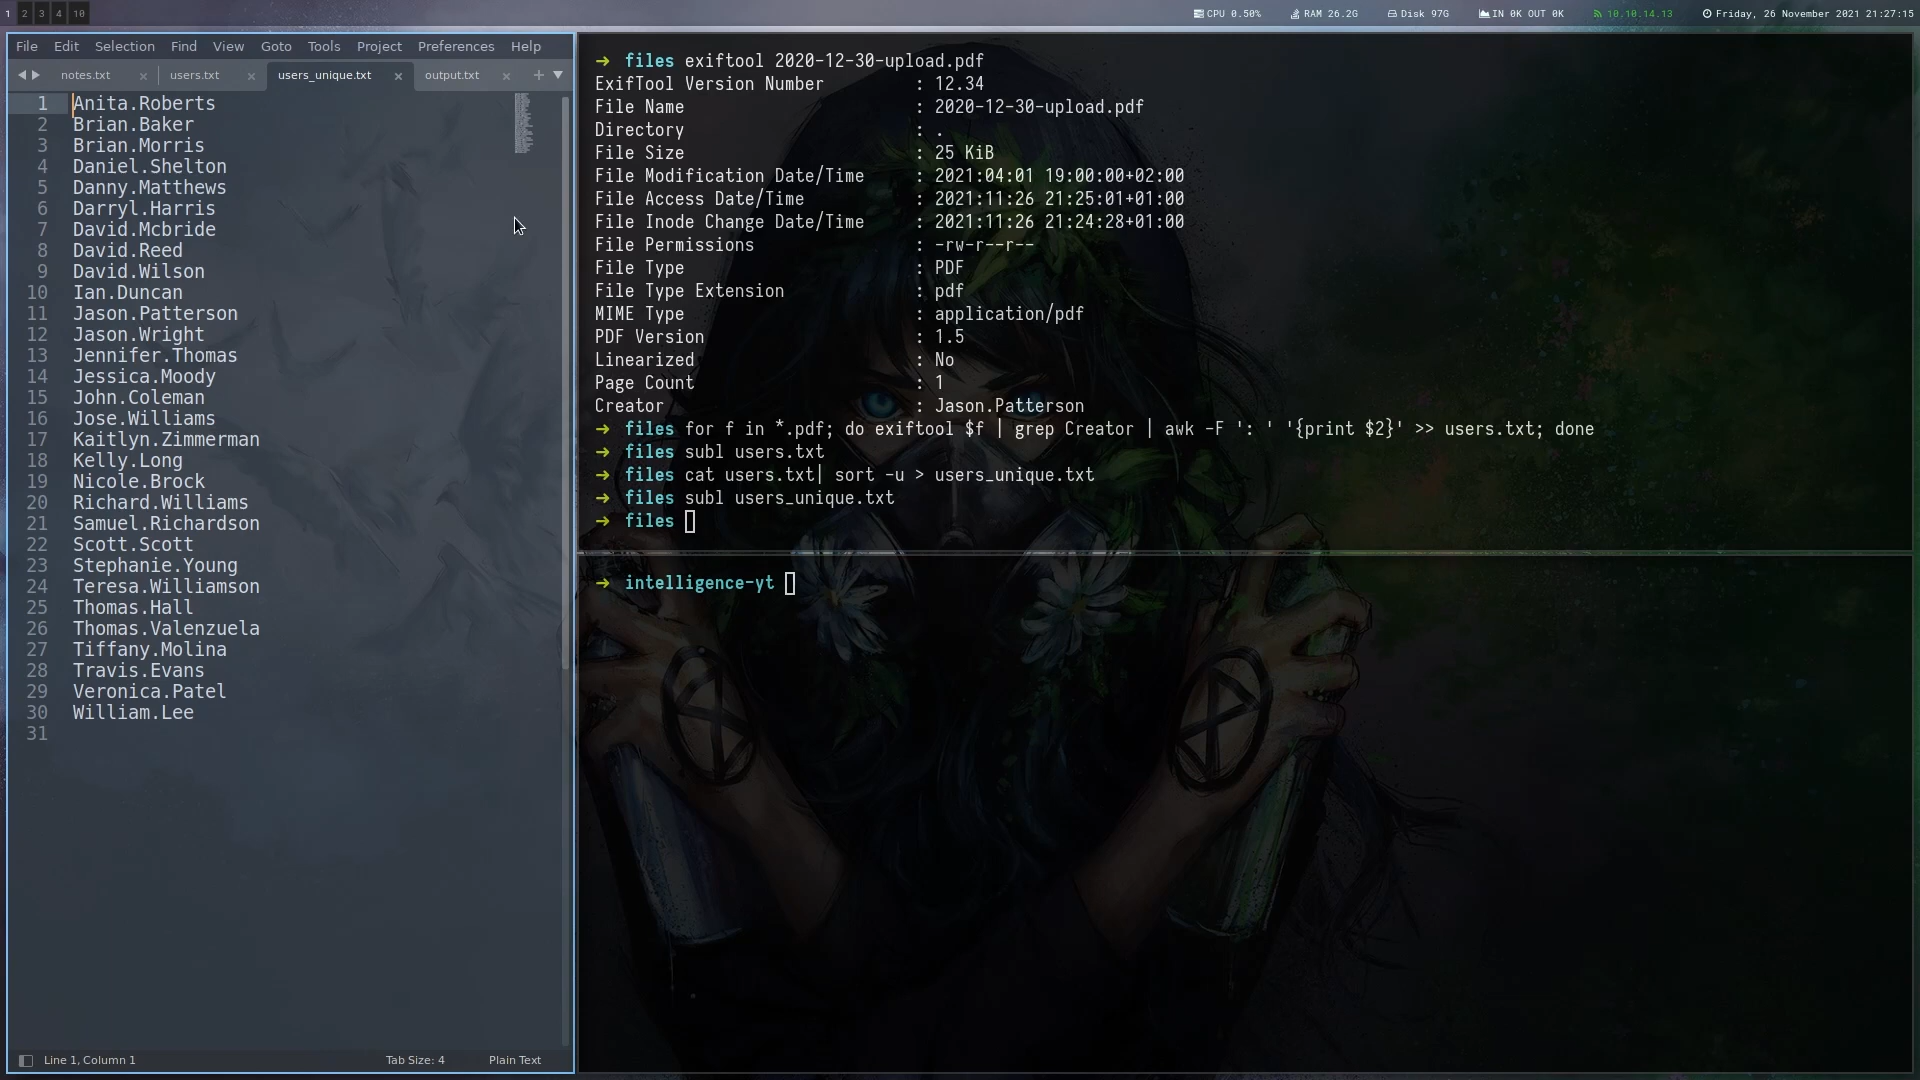 1 2 3 4 10
CPU 0.50% RAM 26.2G Disk 97G IN 0K OUT 0K 10.10.14.13 Friday, 26 November 2021 21:27:15
File Edit Selection Find View Goto Tools Project Preferences Help
notes.txt users.txt users_unique.txt output.txt
1 Anita.Roberts
2 Brian.Baker
3 Brian.Morris
4 Daniel.Shelton
5 Danny.Matthews
6 Darryl.Harris
7 David.Mcbride
8 David.Reed
9 David.Wilson
10 Ian.Duncan
11 Jason.Patterson
12 Jason.Wright
13 Jennifer.Thomas
14 Jessica.Moody
15 John.Coleman
16 Jose.Williams
17 Kaitlyn.Zimmerman
18 Kelly.Long
19 Nicole.Brock
20 Richard.Williams
21 Samuel.Richardson
22 Scott.Scott
23 Stephanie.Young
24 Teresa.Williamson
25 Thomas.Hall
26 Thomas.Valenzuela
27 Tiffany.Molina
28 Travis.Evans
29 Veronica.Patel
30 William.Lee
31
Line 1, Column 1 Tab Size: 4 Plain Text
➜ files exiftool 2020-12-30-upload.pdf
ExifTool Version Number : 12.34
File Name : 2020-12-30-upload.pdf
Directory : .
File Size : 25 KiB
File Modification Date/Time : 2021:04:01 19:00:00+02:00
File Access Date/Time : 2021:11:26 21:25:01+01:00
File Inode Change Date/Time : 2021:11:26 21:24:28+01:00
File Permissions : -rw-r--r--
File Type : PDF
File Type Extension : pdf
MIME Type : application/pdf
PDF Version : 1.5
Linearized : No
Page Count : 1
Creator : Jason.Patterson
➜ files for f in *.pdf; do exiftool $f | grep Creator | awk -F ': ' '{print $2}' >> users.txt; done
➜ files subl users.txt
➜ files cat users.txt| sort -u > users_unique.txt
➜ files subl users_unique.txt
➜ files
➜ intelligence-yt